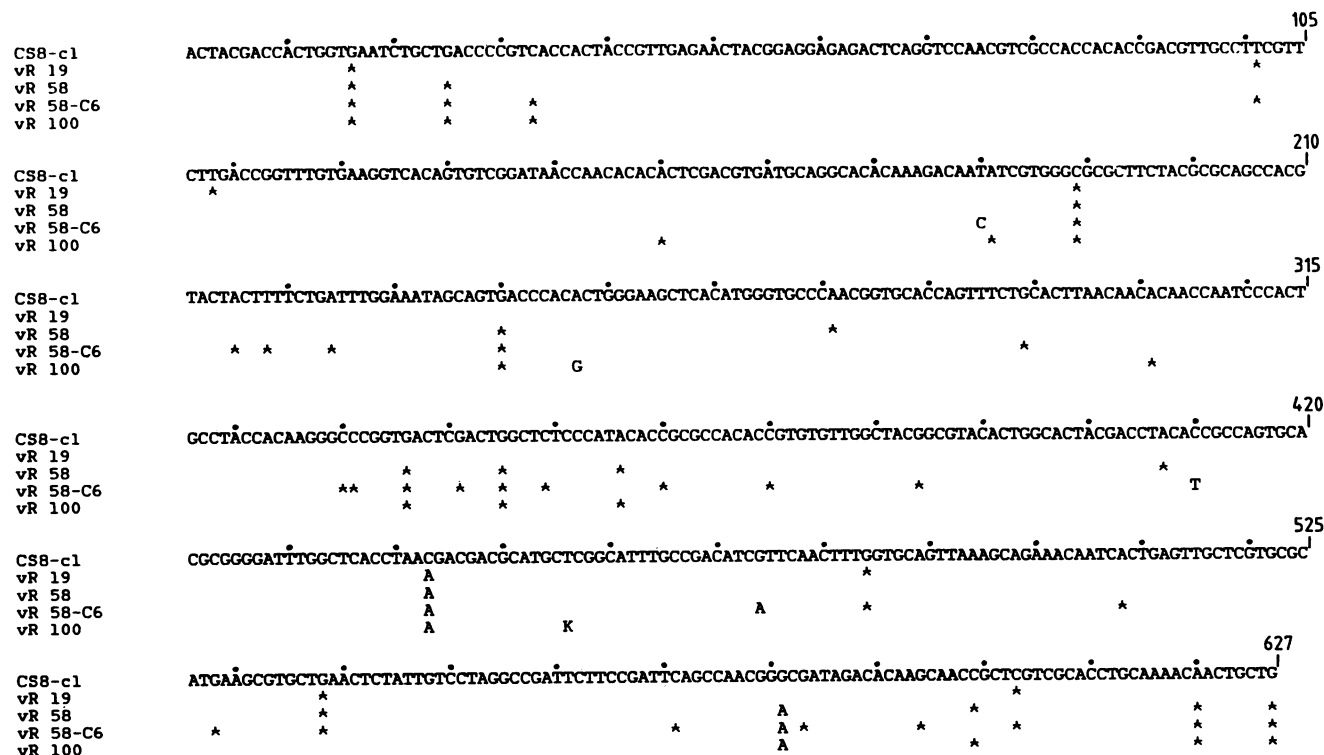 105
CS8-c1 ACTACGACCACTGGTGAATCTGCTGACCCCGTCACCACTACCGTTGAGAACTACGGAGGAGAGACTCAGGTCCAACGTCGCCACCACACCGACGTTGCCTTCGTT
vR 19 * *
vR 58 * *
vR 58-C6 * * * *
vR 100 * * *
210
CS8-c1 CTTGACCGGTTTGTGAAGGTCACAGTGTCGGATAACCAACACACACTCGACGTGATGCAGGCACACAAAGACAATATCGTGGGCGCGCTTCTACGCGCAGCCACG
vR 19 * *
vR 58 *
vR 58-C6 C *
vR 100 * * *
315
CS8-c1 TACTACTTTTCTGATTTGGAAATAGCAGTGACCCACACTGGGAAGCTCACATGGGTGCCCAACGGTGCACCAGTTTCTGCACTTAACAACACAACCAATCCCACT
vR 19
vR 58 * *
vR 58-C6 * * * * *
vR 100 * G *
420
CS8-c1 GCCTACCACAAGGGCCCGGTGACTCGACTGGCTCTCCCATACACCGCGCCACACCGTGTGTTGGCTACGGCGTACACTGGCACTACGACCTACACCGCCAGTGCA
vR 19
vR 58 * * * *
vR 58-C6 ** * * * * * * * T
vR 100 * * *
525
CS8-c1 CGCGGGGATTTGGCTCACCTAACGACGACGCATGCTCGGCATTTGCCGACATCGTTCAACTTTGGTGCAGTTAAAGCAGAAACAATCACTGAGTTGCTCGTGCGC
vR 19 A *
vR 58 A
vR 58-C6 A A * *
vR 100 A K
627
CS8-c1 ATGAAGCGTGCTGAACTCTATTGTCCTAGGCCGATTCTTCCGATTCAGCCAACGGGCGATAGACACAAGCAACCGCTCGTCGCACCTGCAAAACAACTGCTG
vR 19 * *
vR 58 * A * * *
vR 58-C6 * * * A * * * * *
vR 100 A * * *